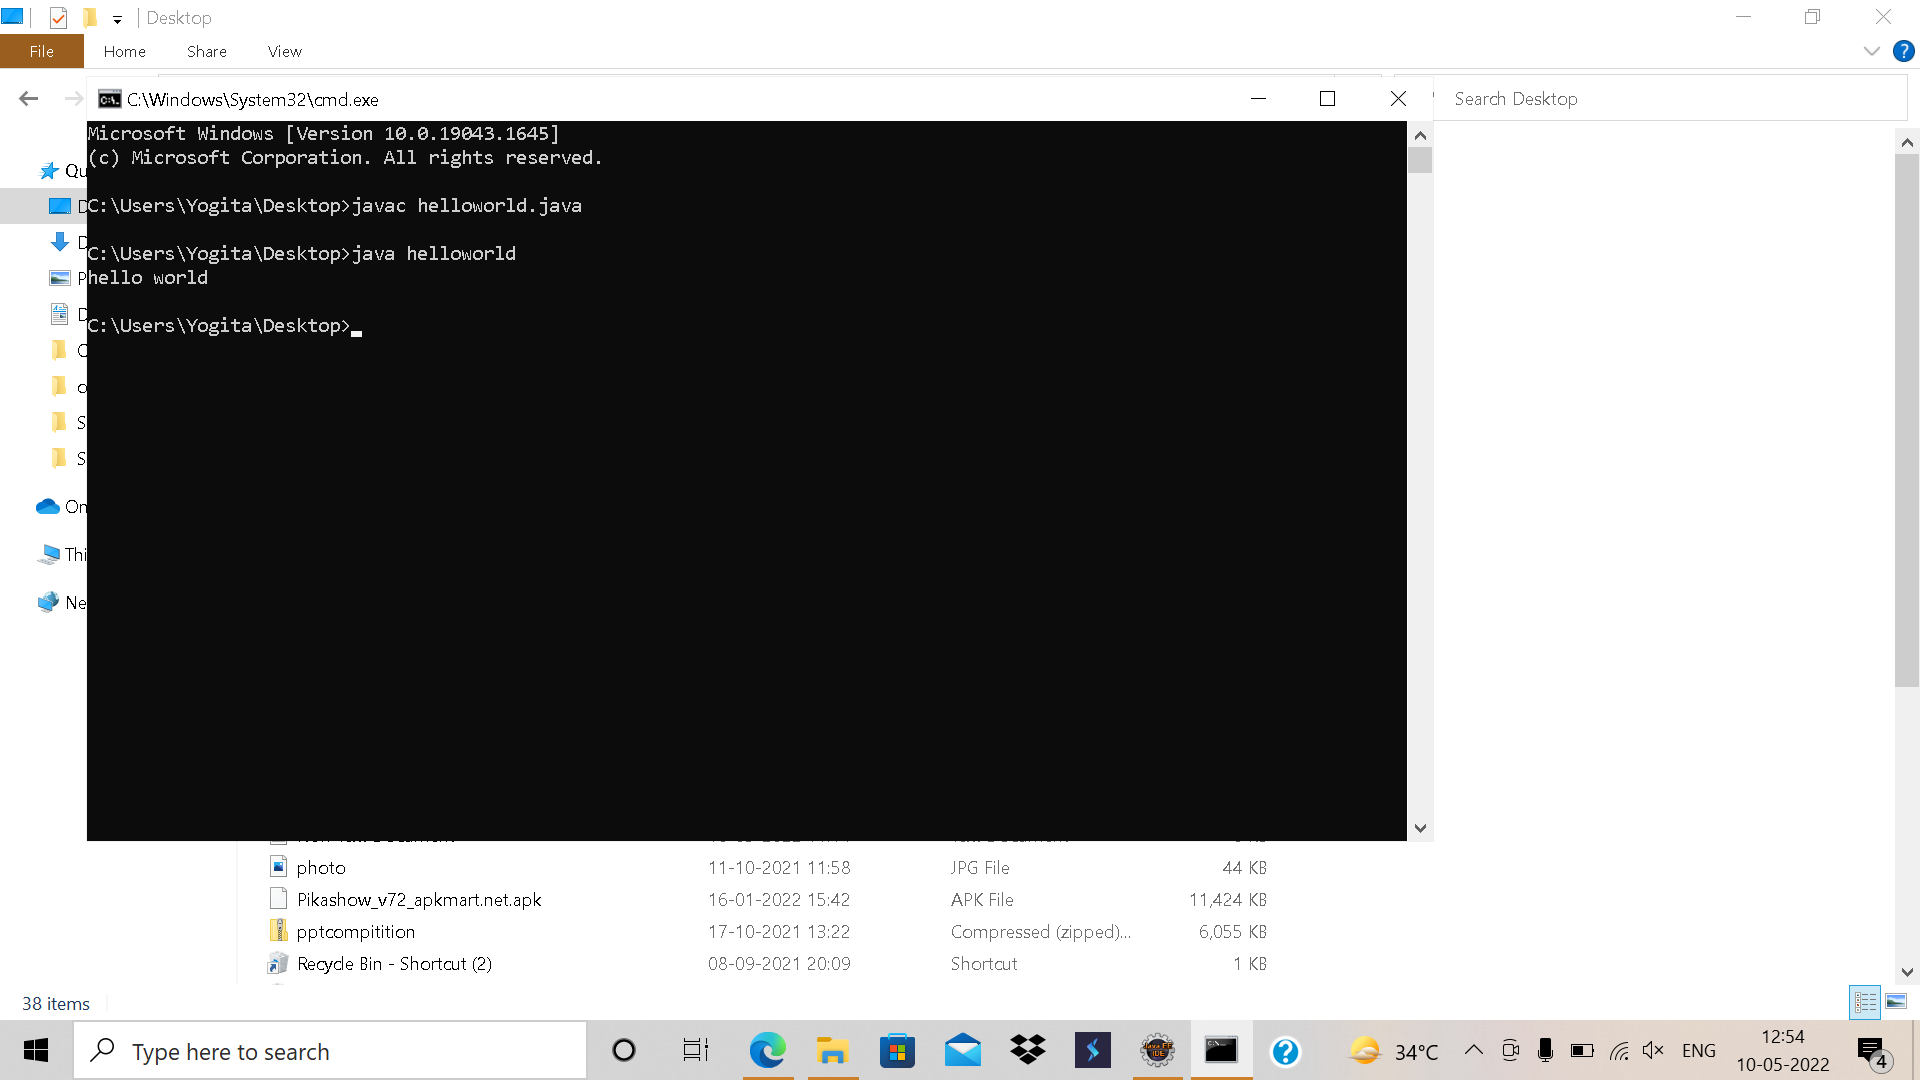 Desktop
File Home Share View
C:\Windows\System32\cmd.exe
Search Desktop
Microsoft Windows [Version 10.0.19043.1645]
(c) Microsoft Corporation. All rights reserved.
C:\Users\Yogita\Desktop>javac helloworld.java
C:\Users\Yogita\Desktop>java helloworld
hello world
C:\Users\Yogita\Desktop>
photo 11-10-2021 11:58 JPG File 44 KB
Pikashow_v72_apkmart.net.apk 16-01-2022 15:42 APK File 11,424 KB
pptcompitition 17-10-2021 13:22 Compressed (zipped)... 6,055 KB
Recycle Bin - Shortcut (2) 08-09-2021 20:09 Shortcut 1 KB
38 items
Type here to search
34°C
ENG
12:54
10-05-2022
4